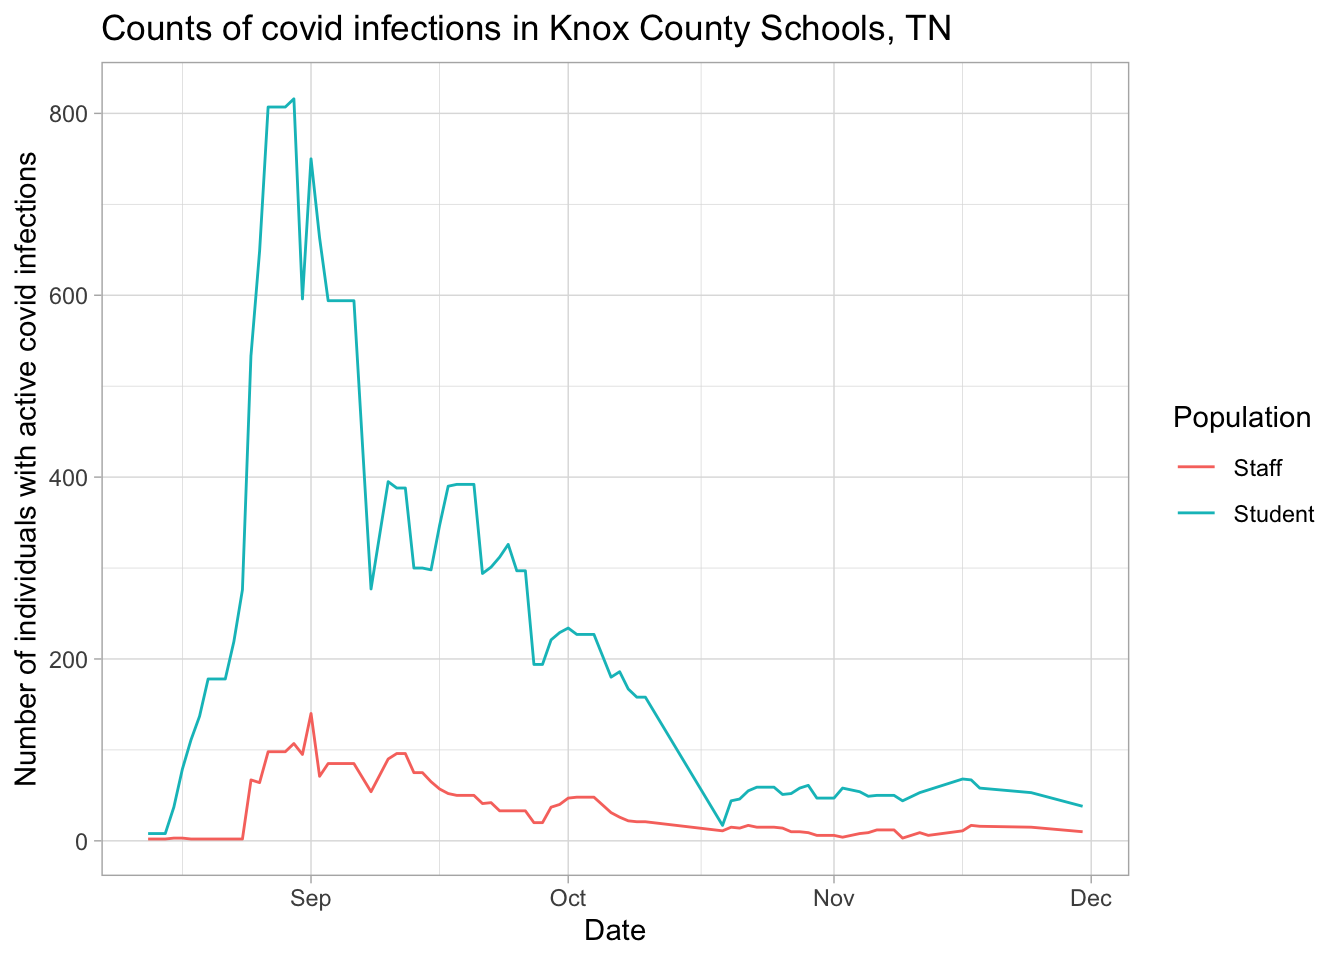 Counts of covid infections in Knox County Schools, TN
Number of individuals with active covid infections
800
600
400
200
0
Sep
Oct
Nov
Dec
Date
Population
Staff
Student